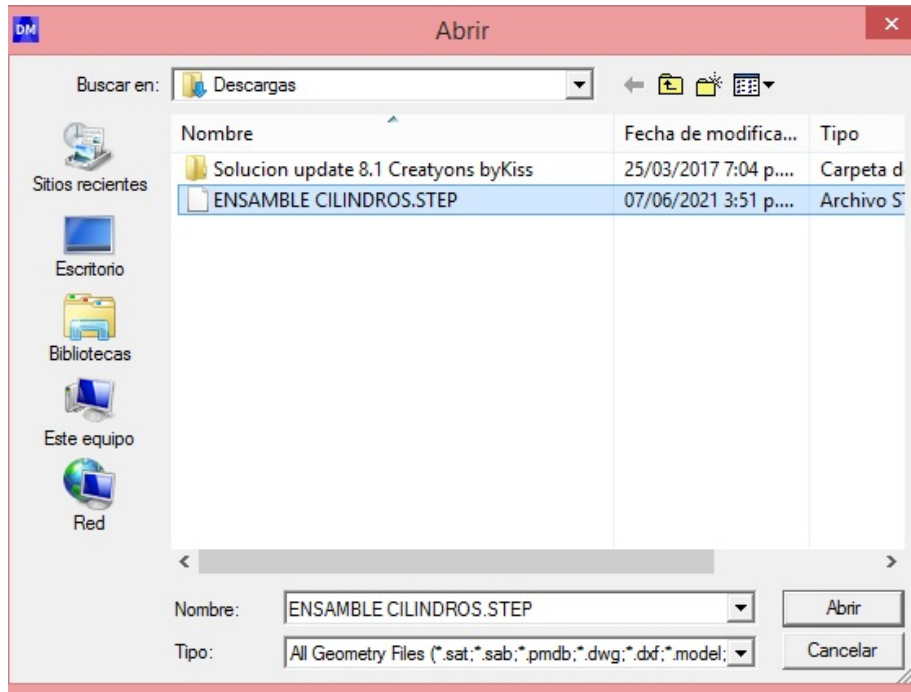 DM Abrir
Buscar en: Descargas
Nombre Fecha de modifica... Tipo
Solucion update 8.1 Creatyons byKiss 25/03/2017 7:04 p.... Carpeta d
ENSAMBLE CILINDROS.STEP 07/06/2021 3:51 p.... Archivo S
Sitios recientes
Escritorio
Bibliotecas
Este equipo
Red
Nombre: ENSAMBLE CILINDROS.STEP Abrir
Tipo: All Geometry Files (*.sat;*.sab;*.pmdb;*.dwg;*.dxf;*.model; Cancelar